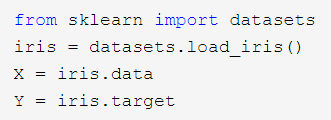 from sklearn import datasets
iris = datasets.load_iris()
X = iris.data
Y = iris.target